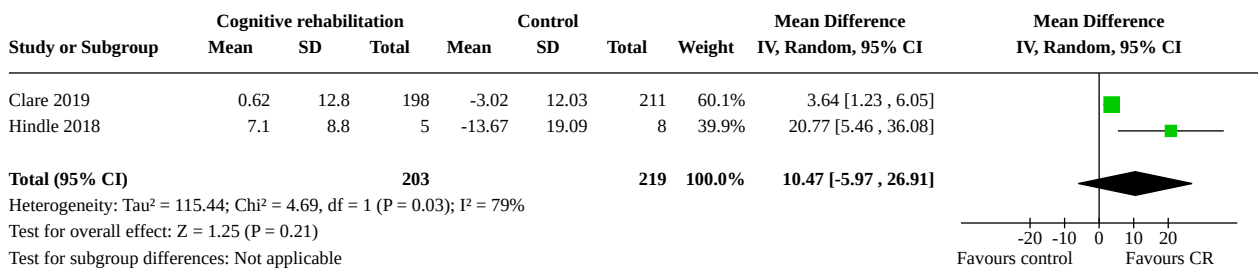 Cognitive rehabilitation Control Mean Difference Mean Difference
Study or Subgroup Mean SD Total Mean SD Total Weight IV, Random, 95% CI IV, Random, 95% CI
Clare 2019 0.62 12.8 198 -3.02 12.03 211 60.1% 3.64 [1.23 , 6.05]
Hindle 2018 7.1 8.8 5 -13.67 19.09 8 39.9% 20.77 [5.46 , 36.08]
Total (95% CI) 203 219 100.0% 10.47 [-5.97 , 26.91]
Heterogeneity: Tau² = 115.44; Chi² = 4.69, df = 1 (P = 0.03); I² = 79%
Test for overall effect: Z = 1.25 (P = 0.21) -20 -10 0 10 20
Test for subgroup differences: Not applicable Favours control Favours CR